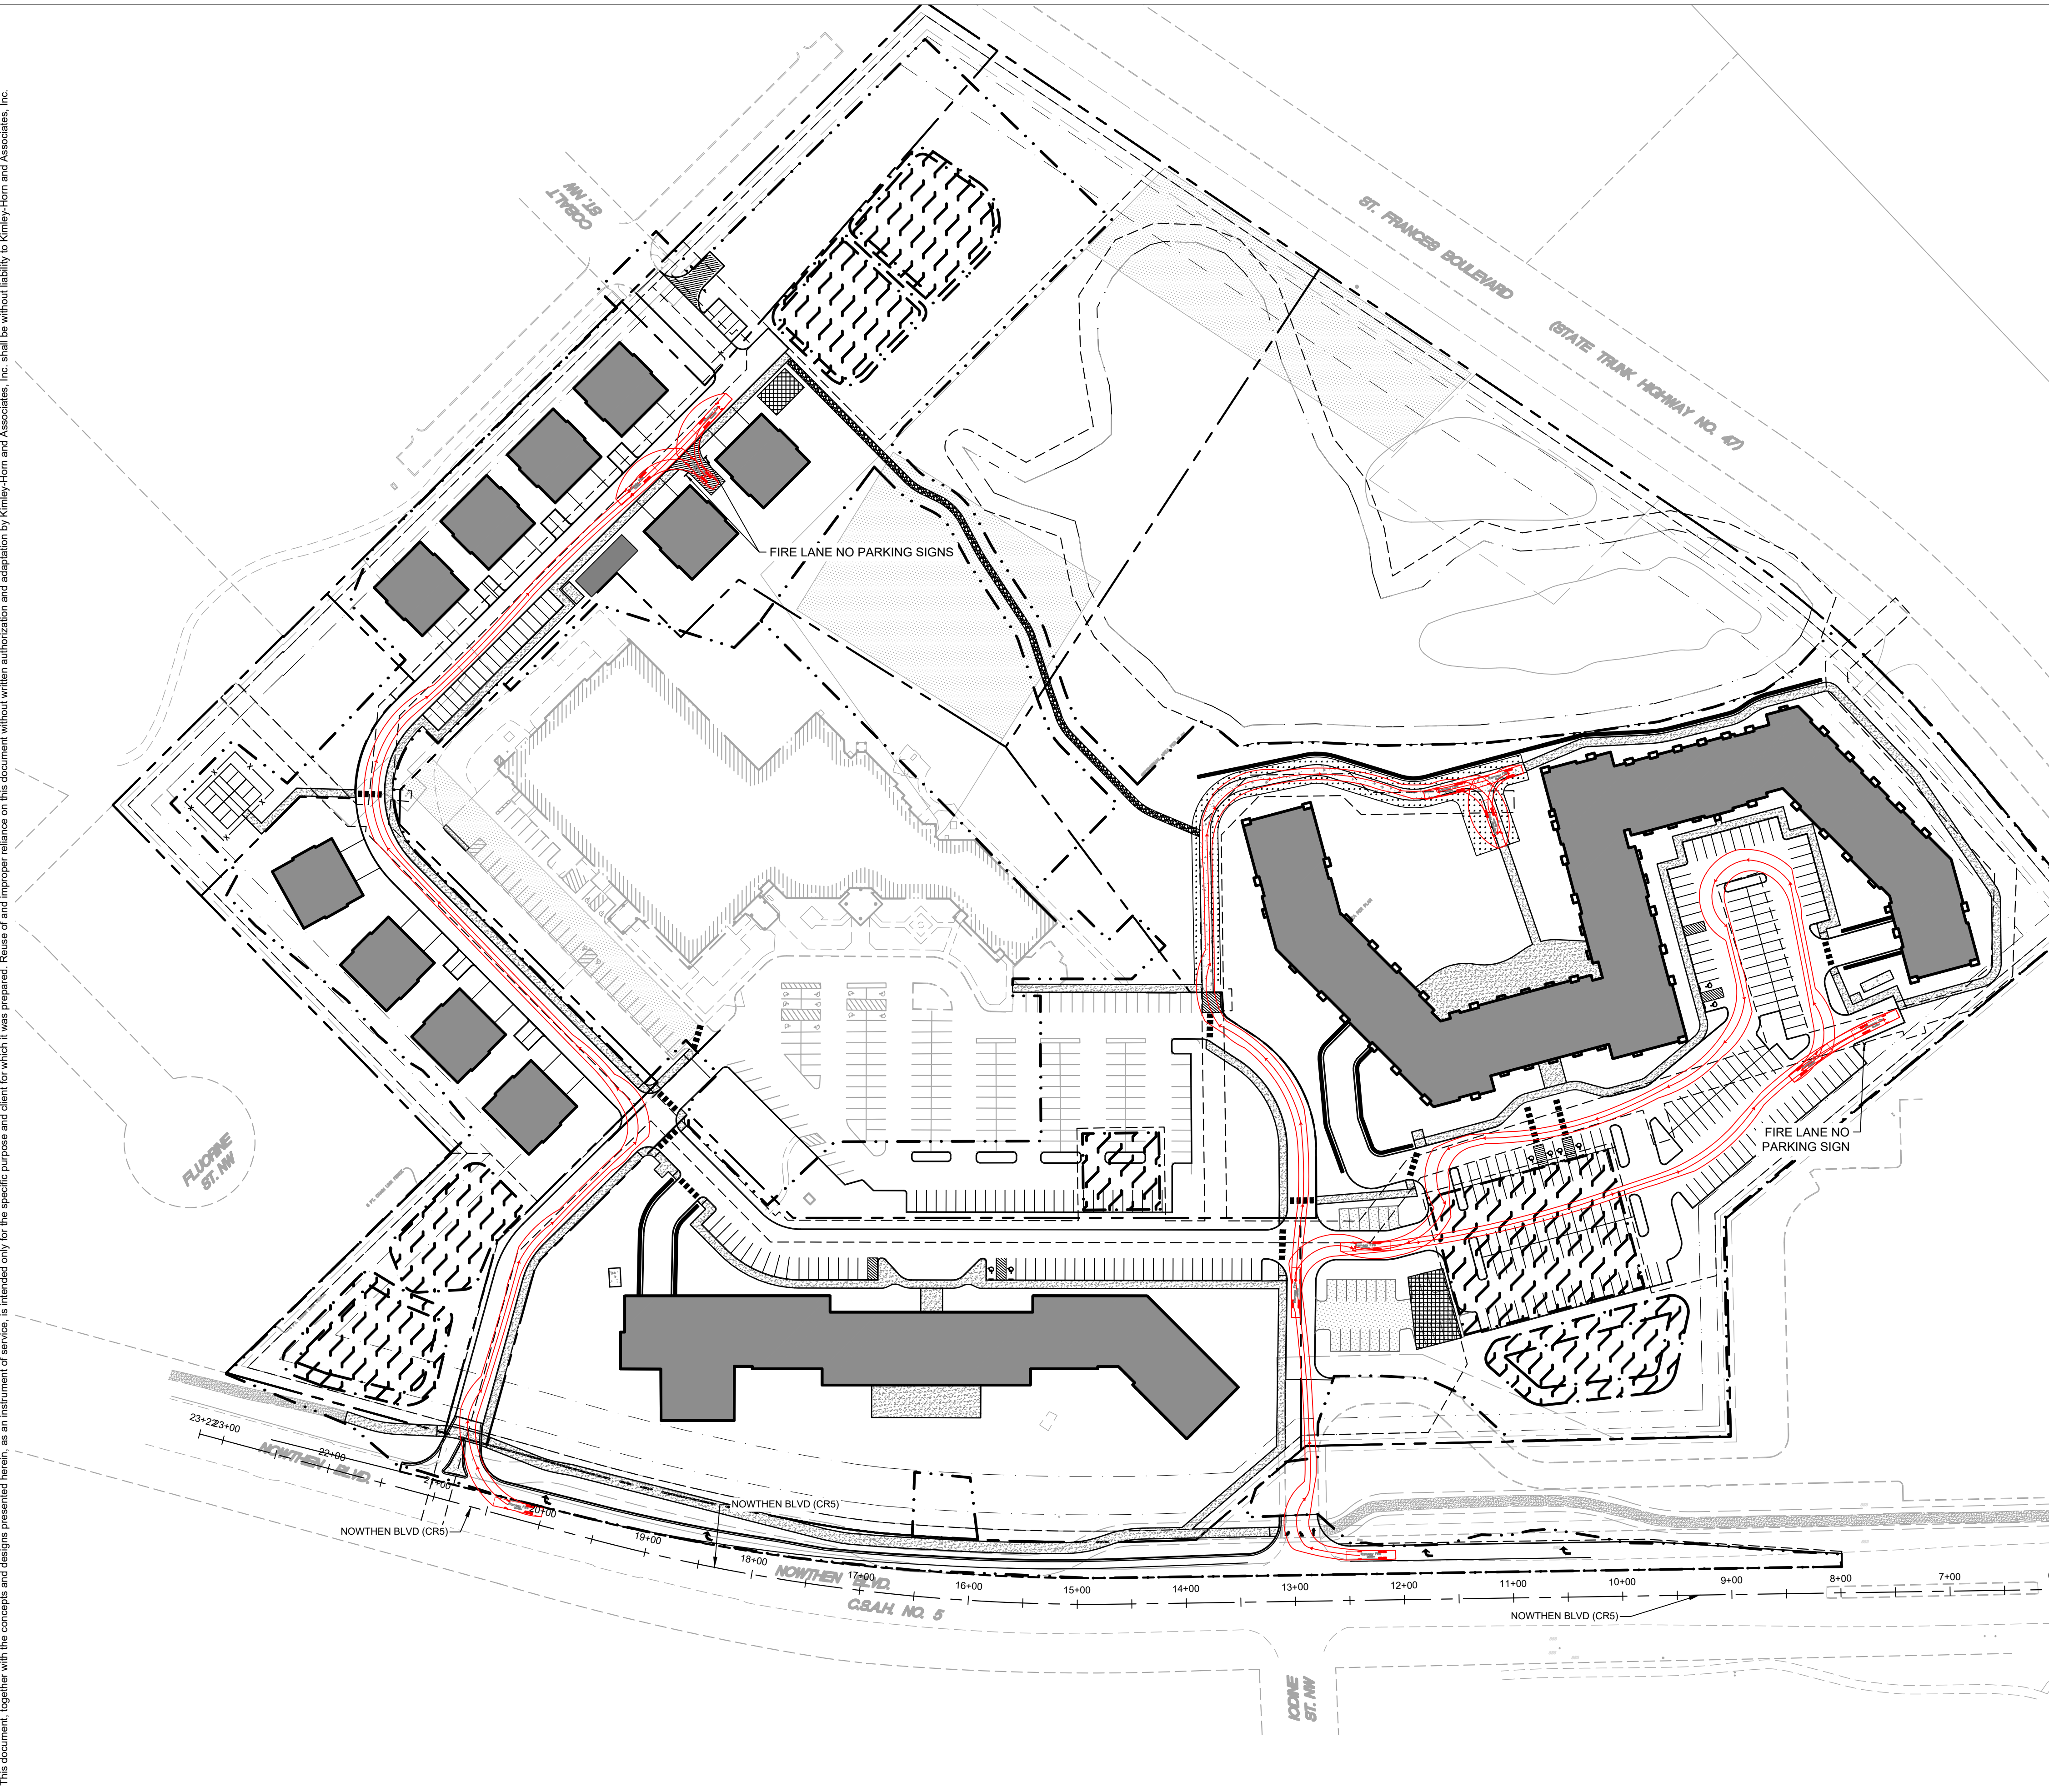 This document, together with the concepts and designs presented herein, as an instrument of service, is intended only for the specific purpose and client for which it was prepared. Reuse of and improper reliance on this document without written authorization and adaptation by Kimley-Horn and Associates, Inc. shall be without liability to Kimley-Horn and Associates, Inc.
COBALT
ST. NW
ST. FRANCES BOULEVARD
(STATE TRUNK HIGHWAY NO. 47)
FIRE LANE NO PARKING SIGNS
FLUORINE
ST. NW
FIRE LANE NO
PARKING SIGN
23+22
23+00
22+00
21+00
20+00
19+00
18+00
17+00
16+00
15+00
14+00
13+00
12+00
11+00
10+00
9+00
8+00
7+00
NOWTHEN BLVD.
NOWTHEN BLVD (CR5)
NOWTHEN BLVD (CR5)
NOWTHEN BLVD.
C.S.A.H. NO. 5
NOWTHEN BLVD (CR5)
IODINE
ST. NW